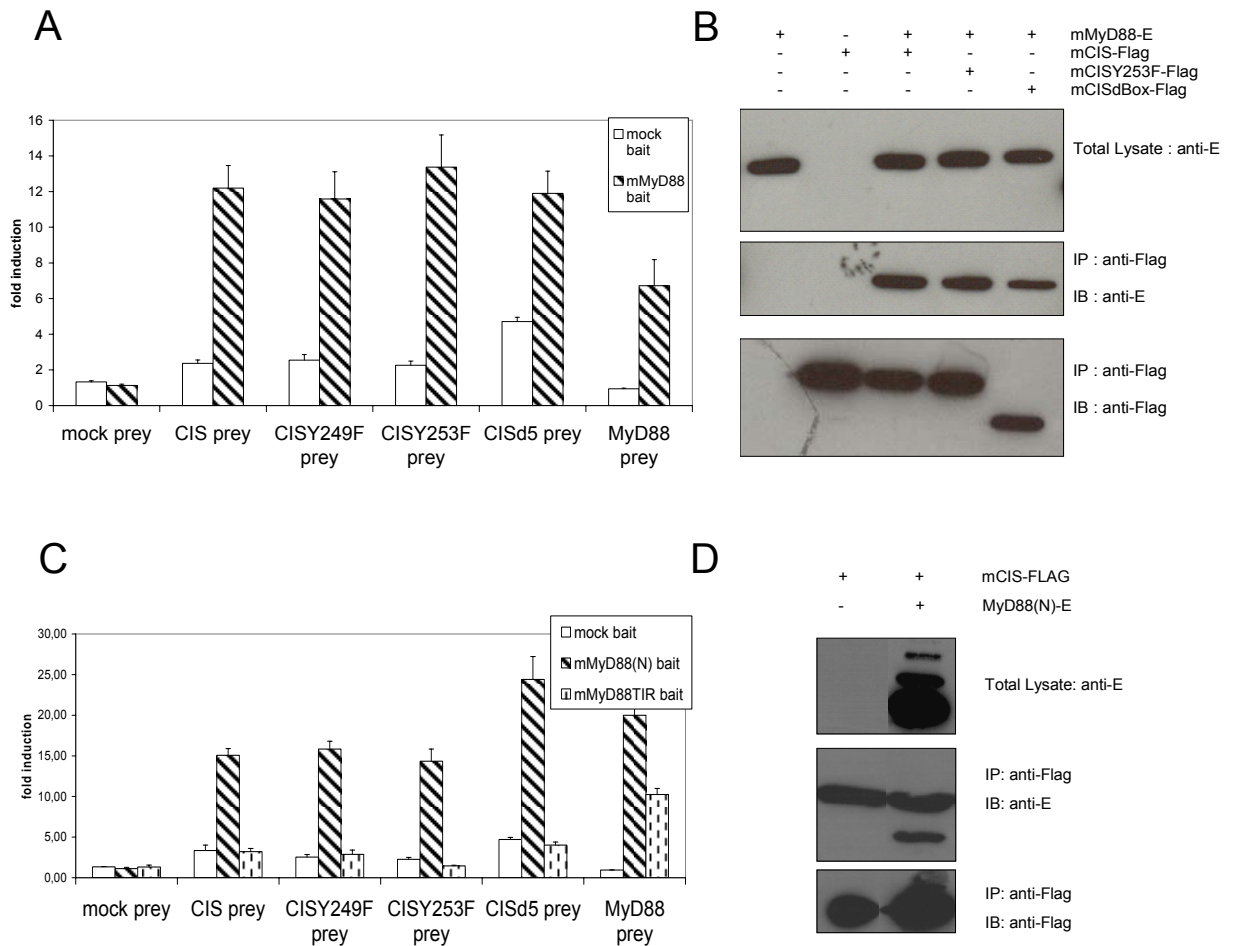 A
fold induction
16
14
12
10
8
6
4
2
0
mock
bait
mMyD88
bait
mock prey
CIS prey
CISY249F
prey
CISY253F
prey
CISd5 prey
MyD88
prey
B
+ - + + + mMyD88-E
- + + - - mCIS-Flag
- - - + - mCISY253F-Flag
- - - - + mCISdBox-Flag
Total Lysate : anti-E
IP : anti-Flag
IB : anti-E
IP : anti-Flag
IB : anti-Flag
C
fold induction
30,00
25,00
20,00
15,00
10,00
5,00
0,00
mock bait
mMyD88(N) bait
mMyD88TIR bait
mock prey
CIS prey
CISY249F
prey
CISY253F
prey
CISd5 prey
MyD88
prey
D
+ + mCIS-FLAG
- + MyD88(N)-E
Total Lysate: anti-E
IP: anti-Flag
IB: anti-E
IP: anti-Flag
IB: anti-Flag